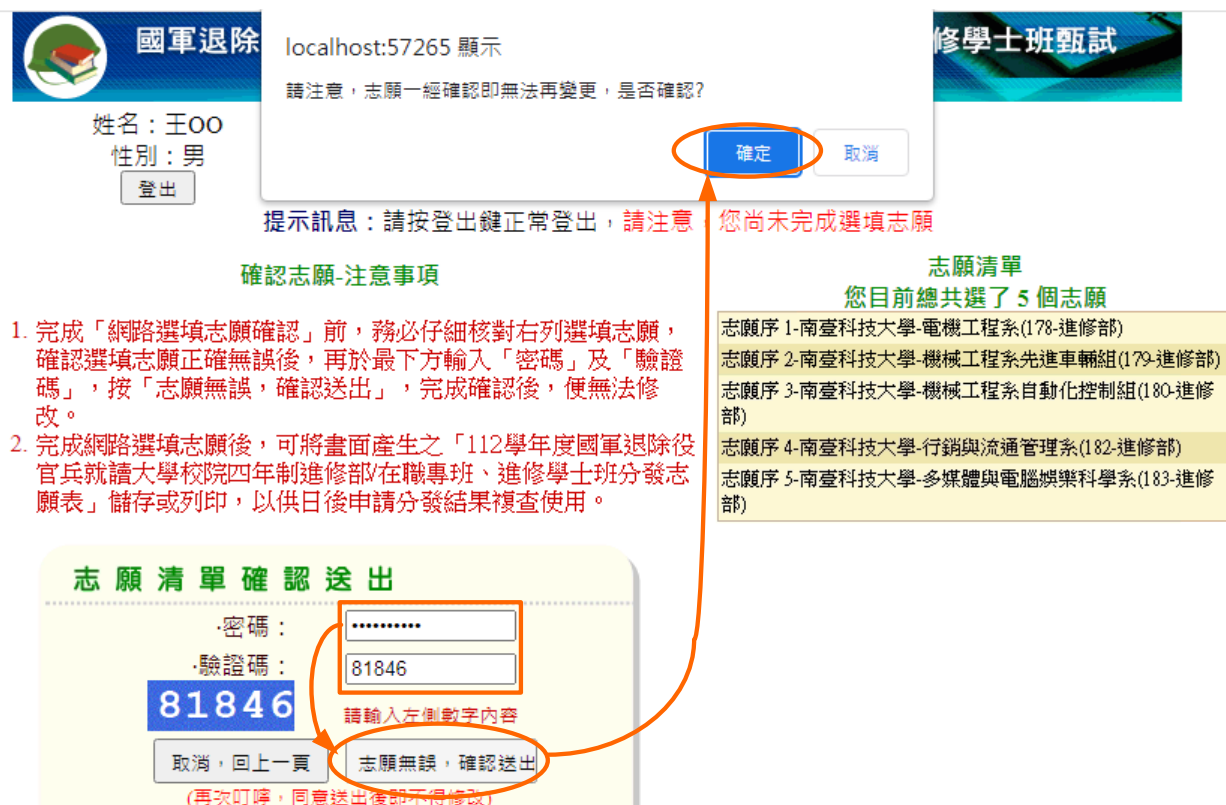 國軍退除
修學士班甄試
localhost:57265 顯示
請注意，志願一經確認即無法再變更，是否確認?
確定
取消
姓名：王OO
性別：男
登出
提示訊息：請按登出鍵正常登出，請注意，您尚未完成選填志願
確認志願-注意事項
1. 完成「網路選填志願確認」前，務必仔細核對右列選填志願，
確認選填志願正確無誤後，再於最下方輸入「密碼」及「驗證
碼」，按「志願無誤，確認送出」，完成確認後，便無法修
改。
2. 完成網路選填志願後，可將畫面產生之「112學年度國軍退除役
官兵就讀大學校院四年制進修部/在職專班、進修學士班分發志
願表」儲存或列印，以供日後申請分發結果複查使用。
志願清單
您目前總共選了 5 個志願
志願序 1-南臺科技大學-電機工程系(178-進修部)
志願序 2-南臺科技大學-機械工程系先進車輛組(179-進修部)
志願序 3-南臺科技大學-機械工程系自動化控制組(180-進修
部)
志願序 4-南臺科技大學-行銷與流通管理系(182-進修部)
志願序 5-南臺科技大學-多媒體與電腦娛樂科學系(183-進修
部)
志願清單確認送出
·密碼：
··········
·驗證碼：
81846
81846
請輸入左側數字內容
取消，回上一頁
志願無誤，確認送出
(再次叮嚀，同意送出後即不得修改)